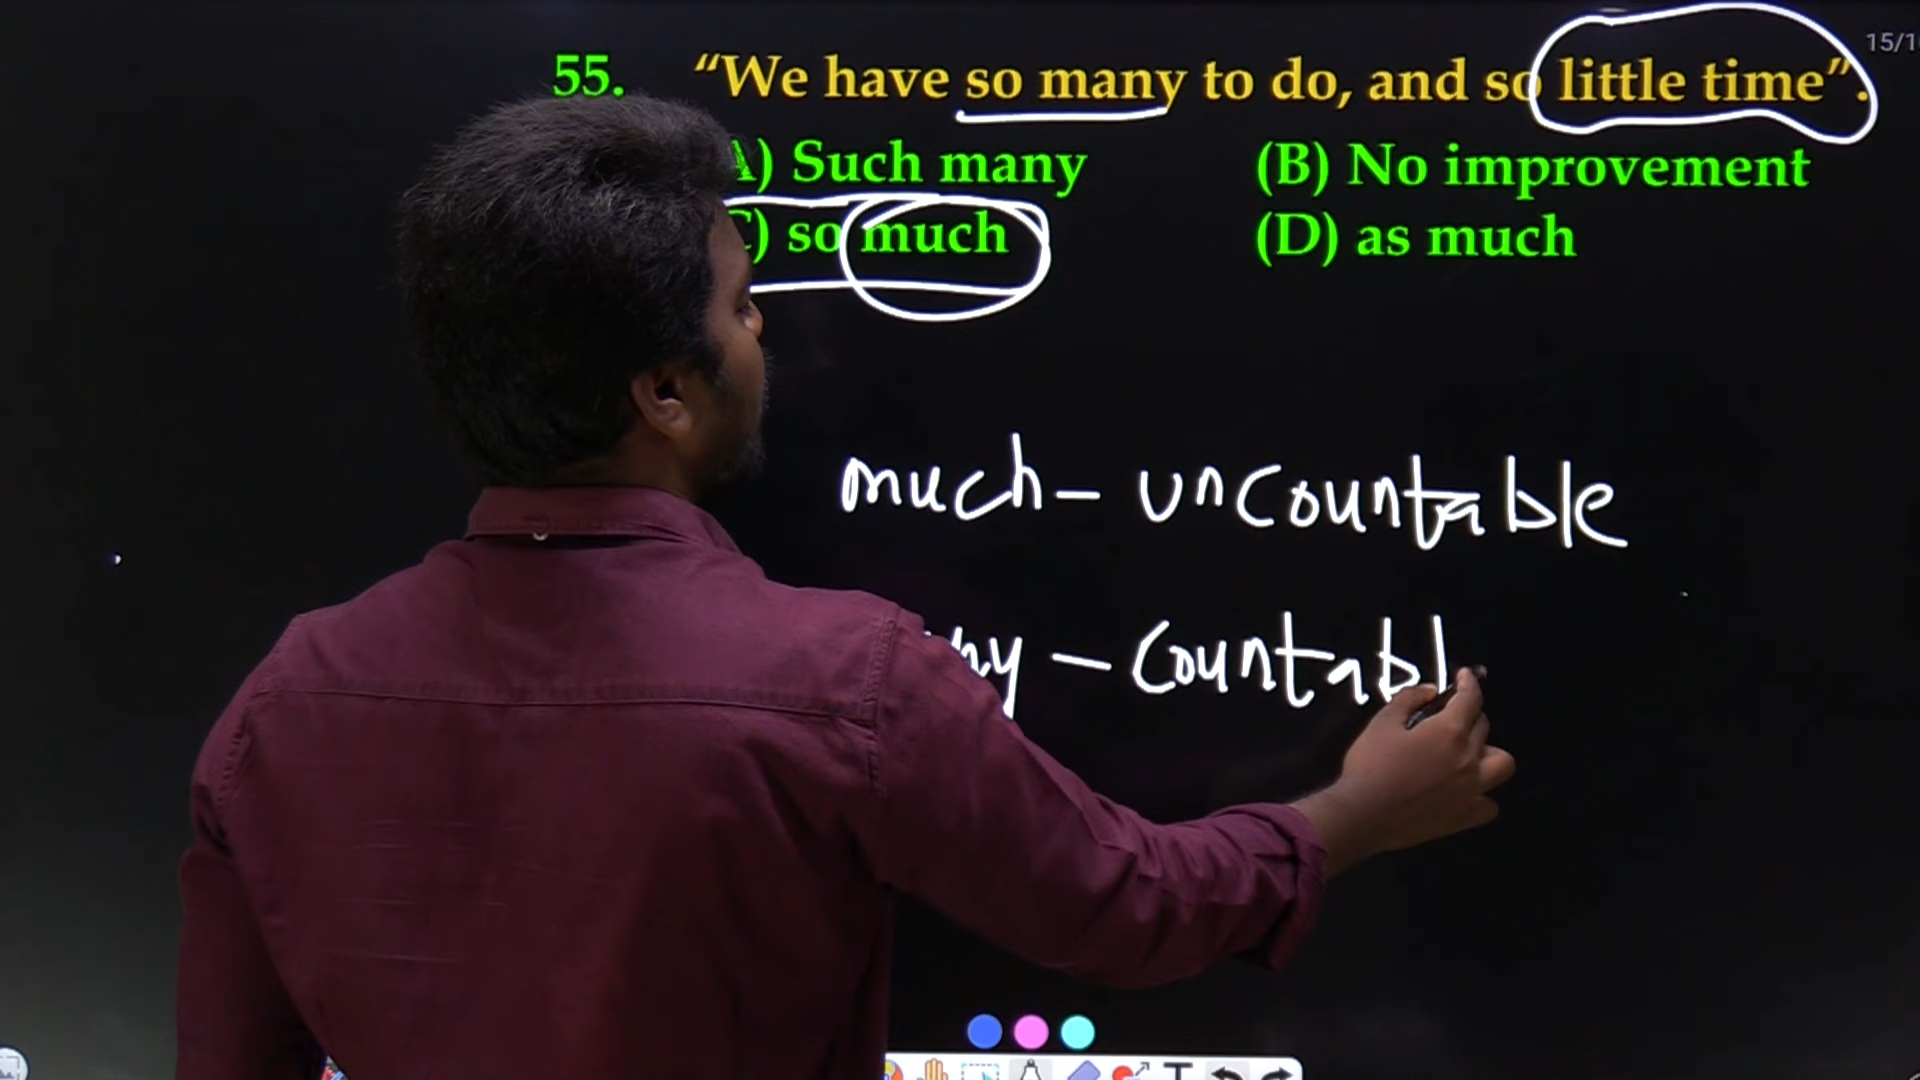 15/1
55. "We have so many to do, and so little time".
A) Such many (B) No improvement
C) so much (D) as much
much - uncountable
ny - Countabl
T